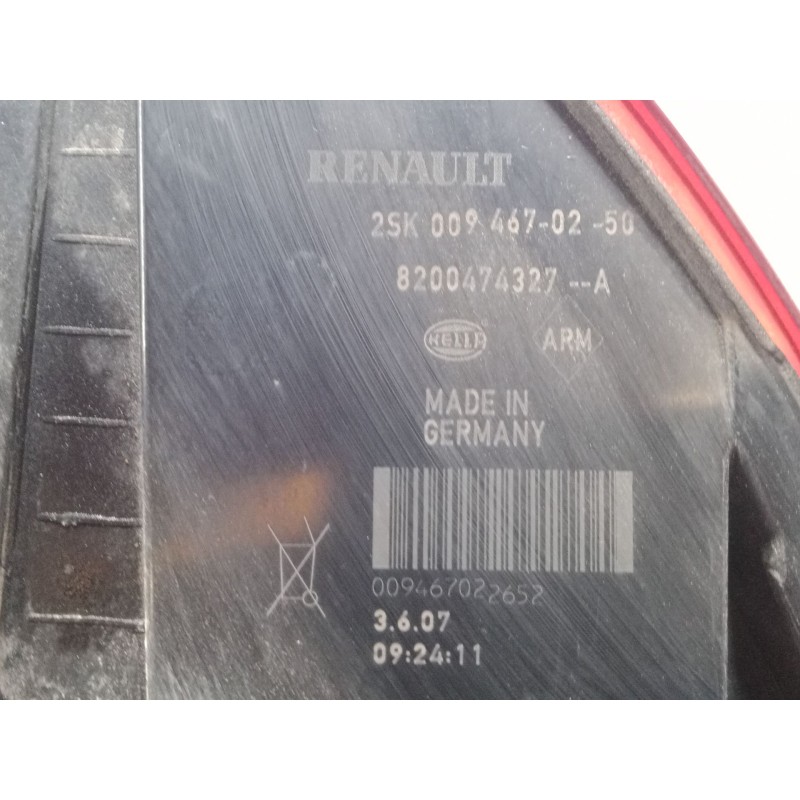 RENAULT
2SK 009 467-02-50
8200474327--A
HELLA ARM
MADE IN
GERMANY
009467022652
3.6.07
09:24:11